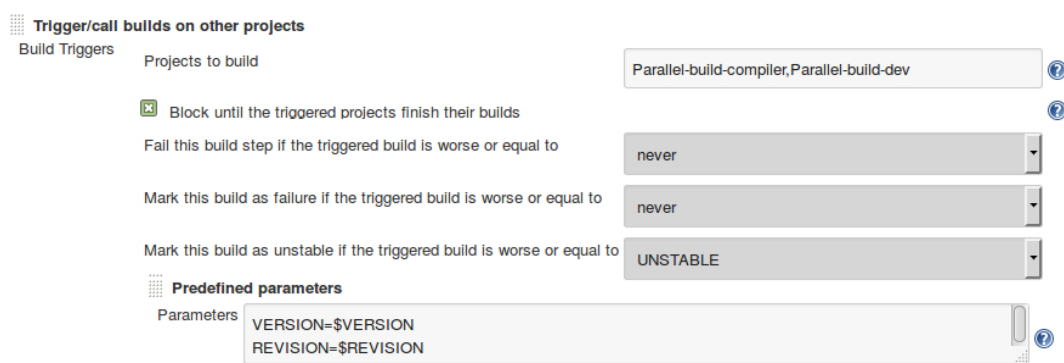 Trigger/call builds on other projects
Build Triggers
Projects to build
Parallel-build-compiler,Parallel-build-dev
Block until the triggered projects finish their builds
Fail this build step if the triggered build is worse or equal to
never
Mark this build as failure if the triggered build is worse or equal to
never
Mark this build as unstable if the triggered build is worse or equal to
UNSTABLE
Predefined parameters
Parameters
VERSION=$VERSION
REVISION=$REVISION